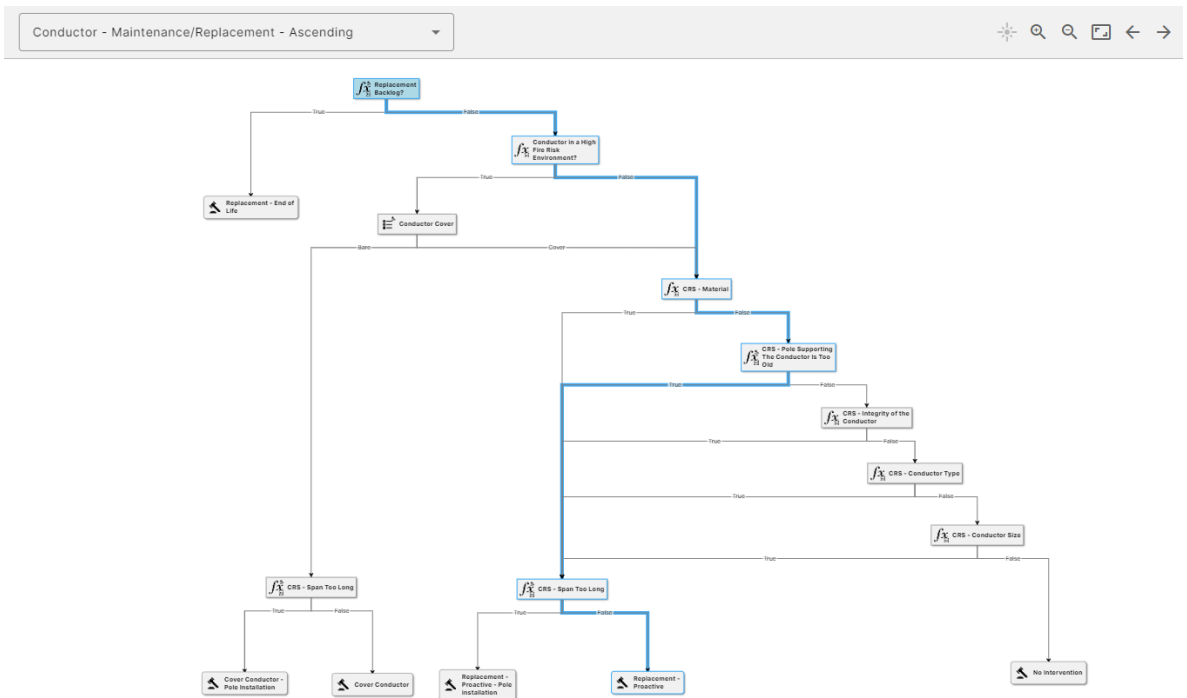 Conductor - Maintenance/Replacement - Ascending
Replacement
Backlog?
True
False
Conductor in a High
Fire Risk
Environment?
True
False
Replacement - End of
Life
Conductor Cover
Bare
Cover
CRS - Material
True
False
CRS - Pole Supporting
The Conductor Is Too
Old
True
False
CRS - Integrity of the
Conductor
True
False
CRS - Conductor Type
True
False
CRS - Conductor Size
True
False
CRS - Span Too Long
CRS - Span Too Long
True
False
True
False
Cover Conductor -
Pole Installation
Cover Conductor
Replacement -
Proactive - Pole
Installation
Replacement -
Proactive
No Intervention